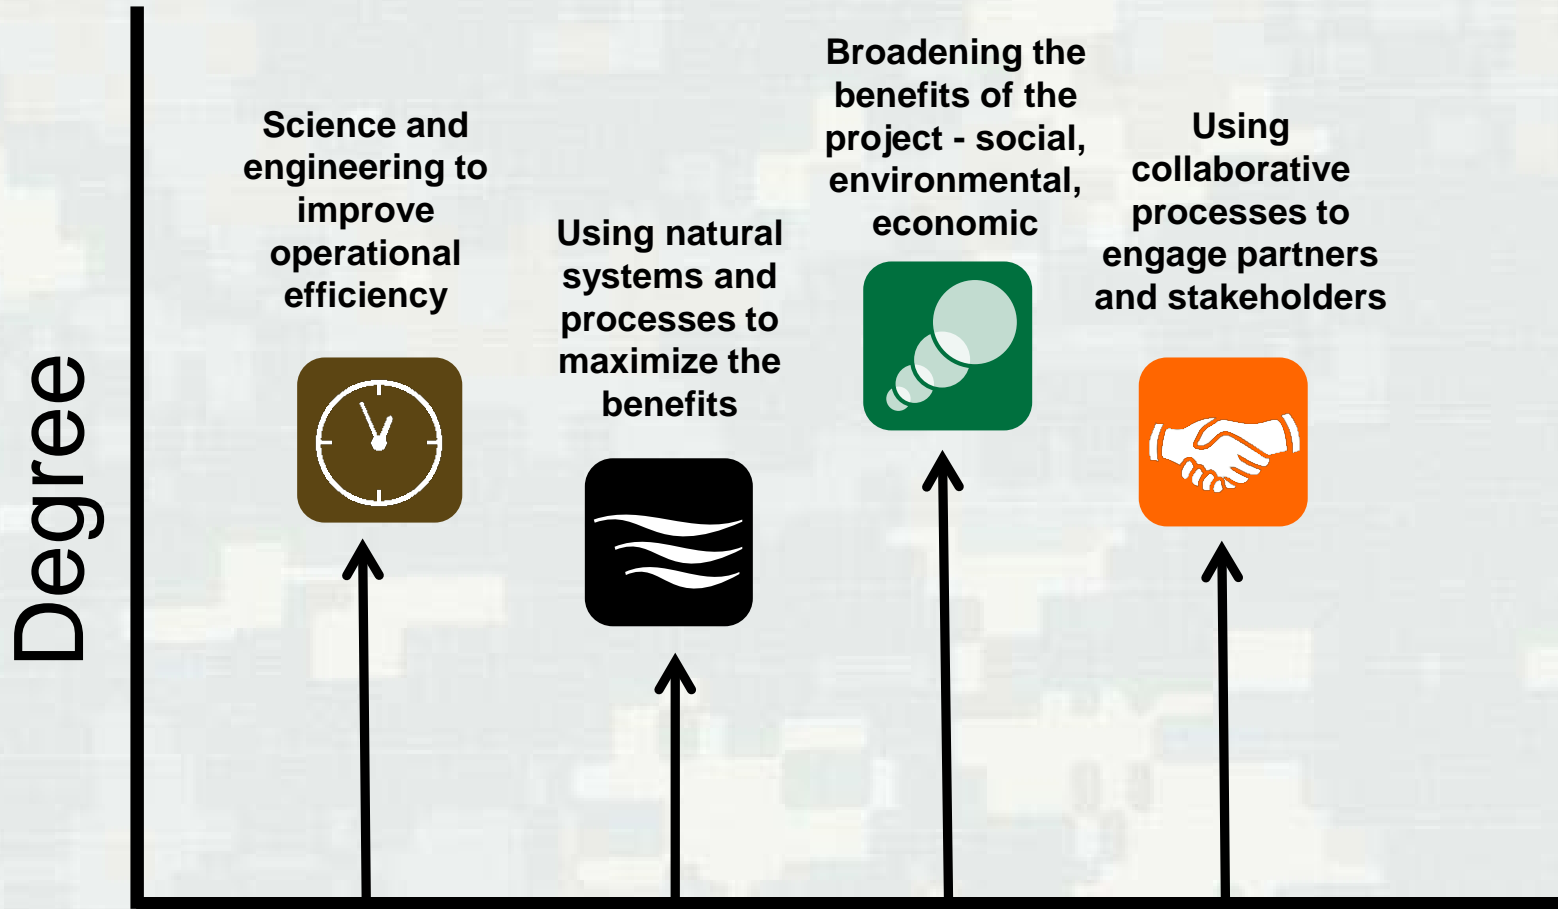 Degree
Science and
engineering to
improve
operational
efficiency
Using natural
systems and
processes to
maximize the
benefits
Broadening the
benefits of the
project - social,
environmental,
economic
Using
collaborative
processes to
engage partners
and stakeholders